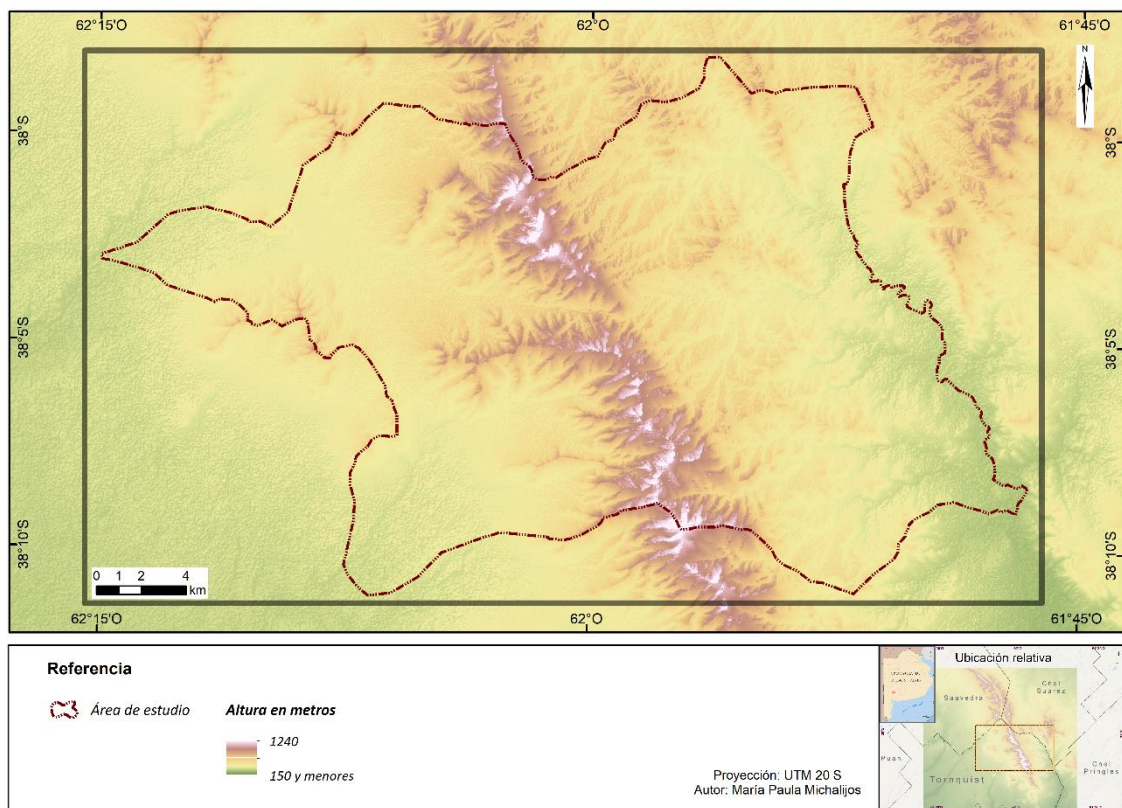 62°15'O
62°O
61°45'O
N
38°S
38°S
38°5'S
38°5'S
38°10'S
38°10'S
0 1 2 4
km
62°15'O
62°O
61°45'O
Referencia
Área de estudio
Altura en metros
1240
150 y menores
Proyección: UTM 20 S
Autor: María Paula Michalijos
Ubicación relativa
Saavedra
Cnel
Suárez
Puan
Tornquist
Cnel
Pringles